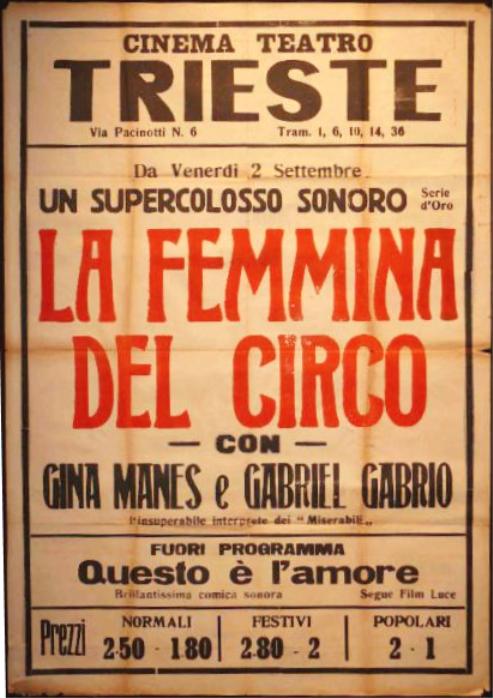 CINEMA TEATRO
TRIESTE
Via Pacinotti N. 6 Tram. 1, 6, 10, 14, 36
Da Venerdì 2 Settembre
UN SUPERCOLOSSO SONORO Serie d'Oro
LA FEMMINA
DEL CIRCO
— CON —
GINA MANES e GABRIEL GABRIO
l'insuperabile interprete dei "Miserabili„
FUORI PROGRAMMA
Questo è l'amore
Brillantissima comica sonora Segue Film Luce
Prezzi NORMALI FESTIVI POPOLARI
2.50 - 1.80 2.80 - 2 2 - 1